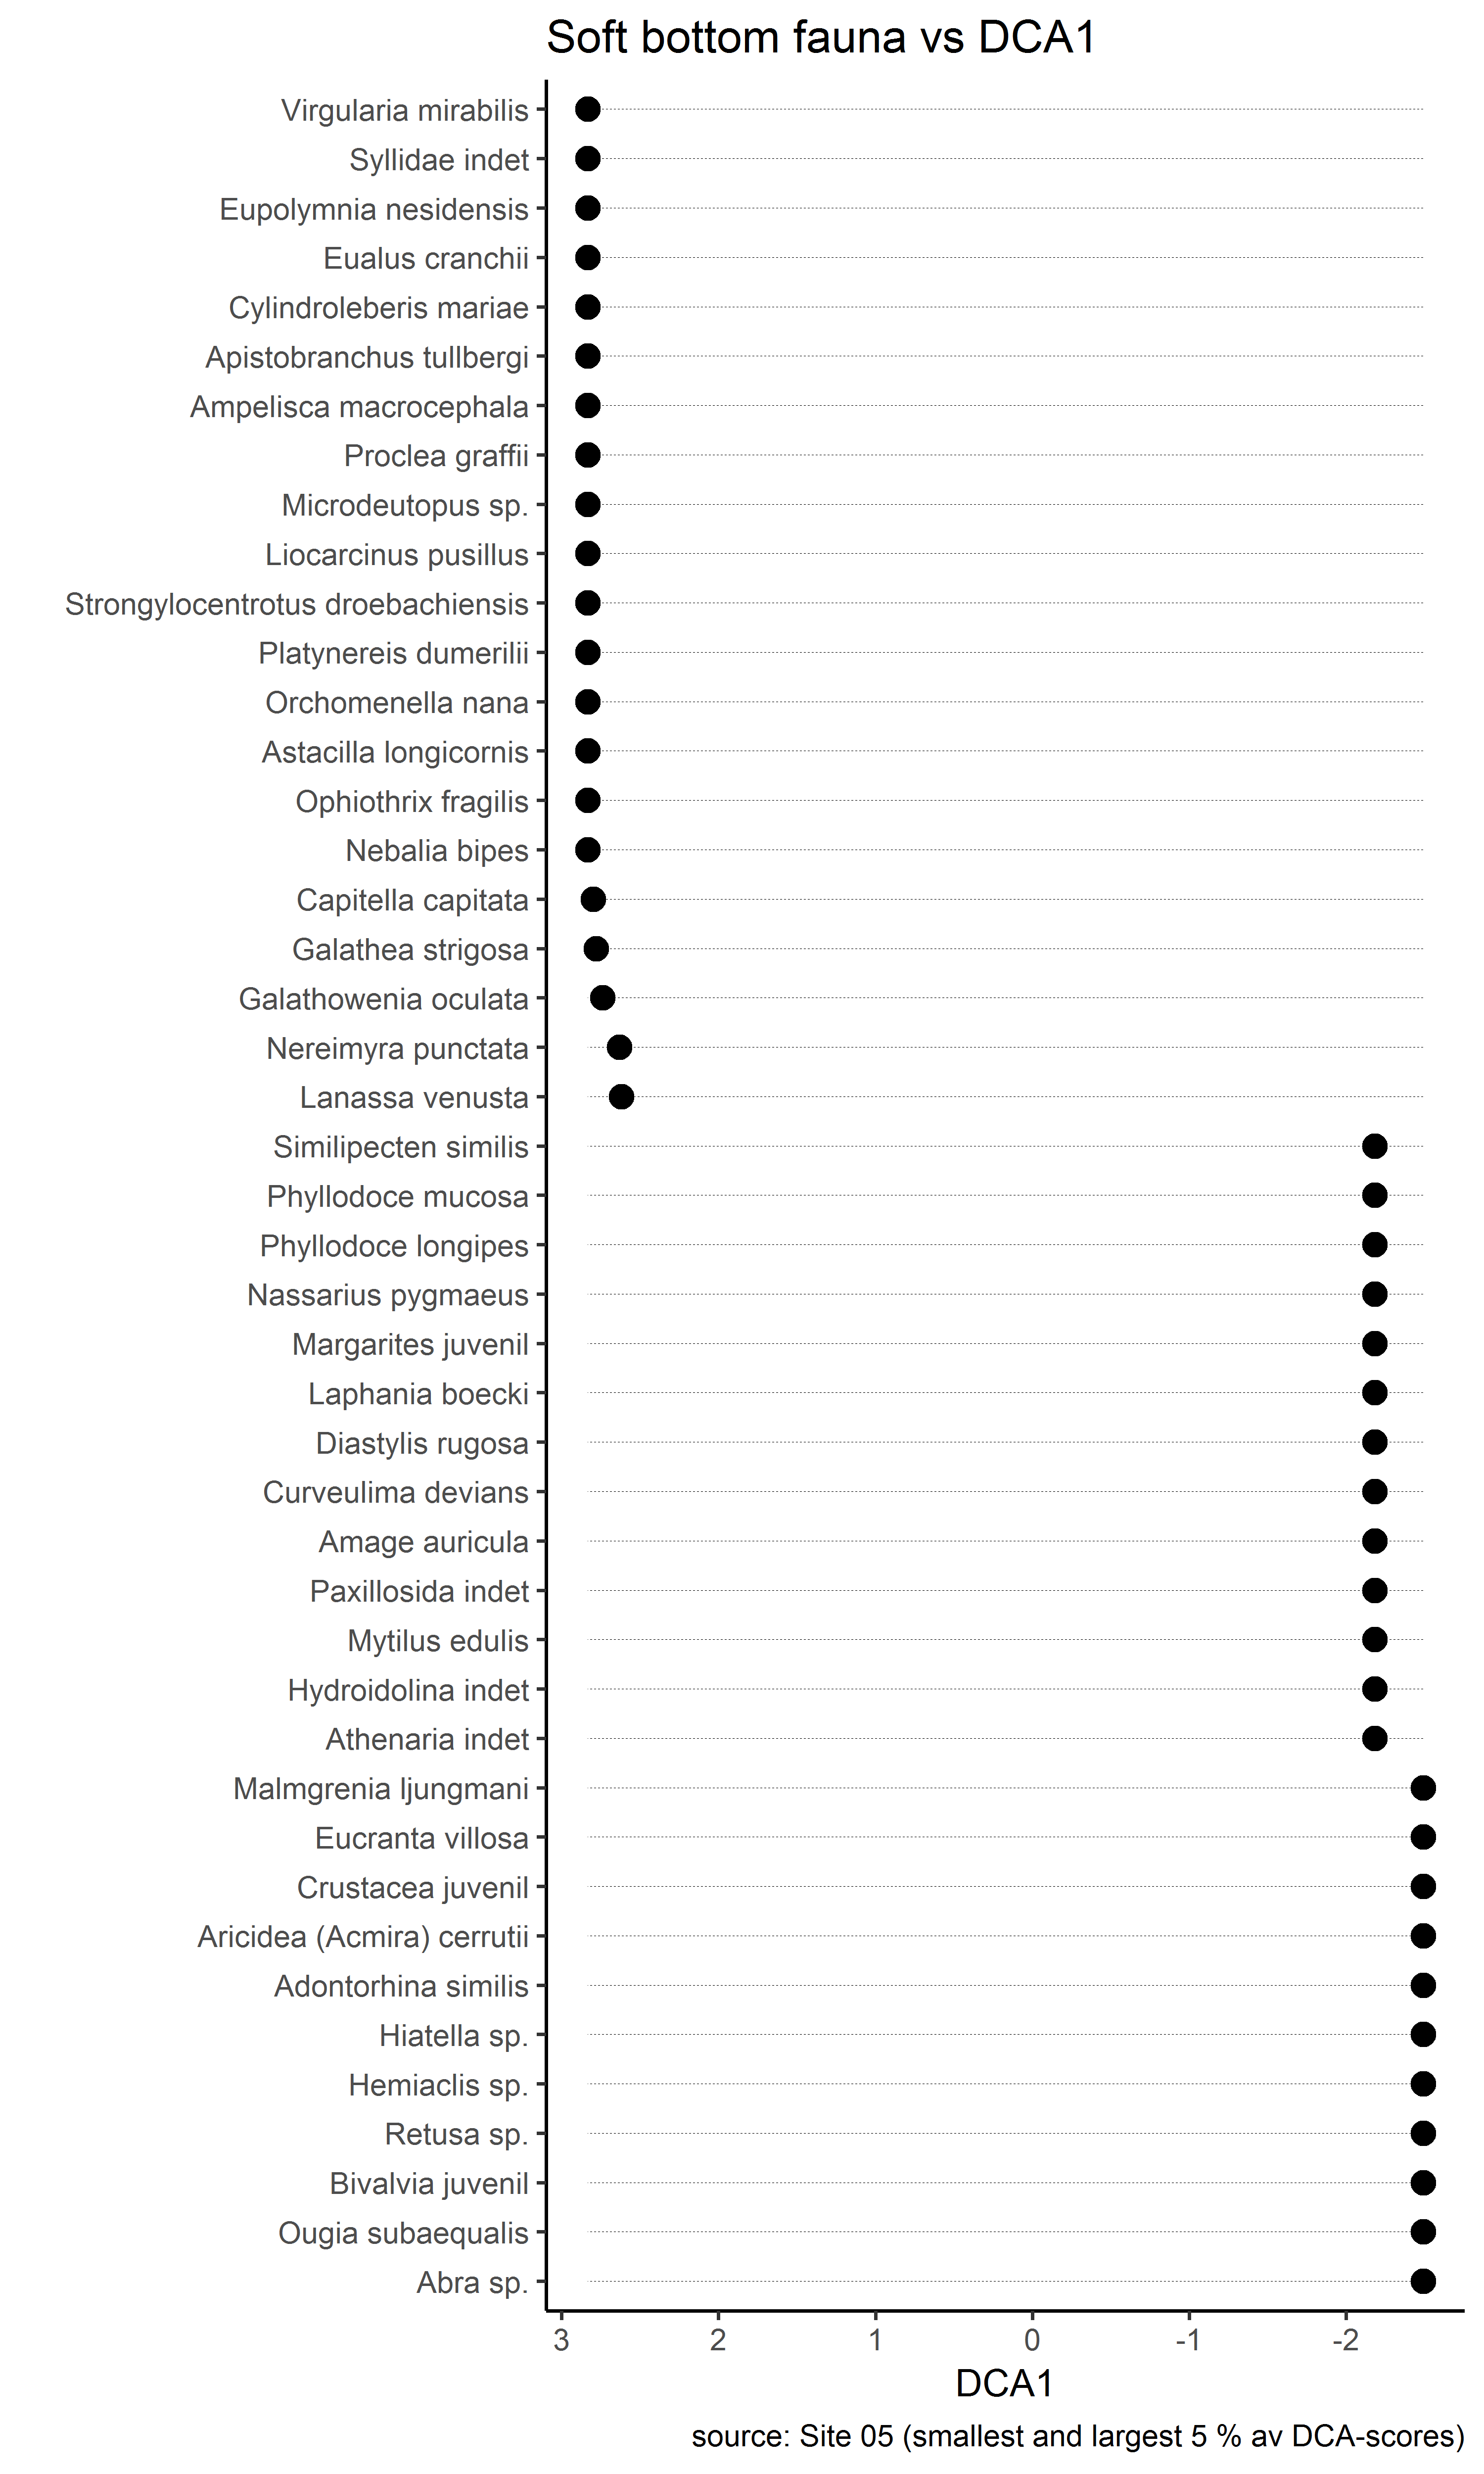 Soft bottom fauna vs DCA1
Virgularia mirabilis
Syllidae indet
Eupolymnia nesidensis
Eualus cranchii
Cylindroleberis mariae
Apistobranchus tullbergi
Ampelisca macrocephala
Proclea graffii
Microdeutopus sp.
Liocarcinus pusillus
Strongylocentrotus droebachiensis
Platynereis dumerilii
Orchomenella nana
Astacilla longicornis
Ophiothrix fragilis
Nebalia bipes
Capitella capitata
Galathea strigosa
Galathowenia oculata
Nereimyra punctata
Lanassa venusta
Similipecten similis
Phyllodoce mucosa
Phyllodoce longipes
Nassarius pygmaeus
Margarites juvenil
Laphania boecki
Diastylis rugosa
Curveulima devians
Amage auricula
Paxillosida indet
Mytilus edulis
Hydroidolina indet
Athenaria indet
Malmgrenia ljungmani
Eucranta villosa
Crustacea juvenil
Aricidea (Acmira) cerrutii
Adontorhina similis
Hiatella sp.
Hemiaclis sp.
Retusa sp.
Bivalvia juvenil
Ougia subaequalis
Abra sp.
3 2 1 0 -1 -2
DCA1
source: Site 05 (smallest and largest 5 % av DCA-scores)